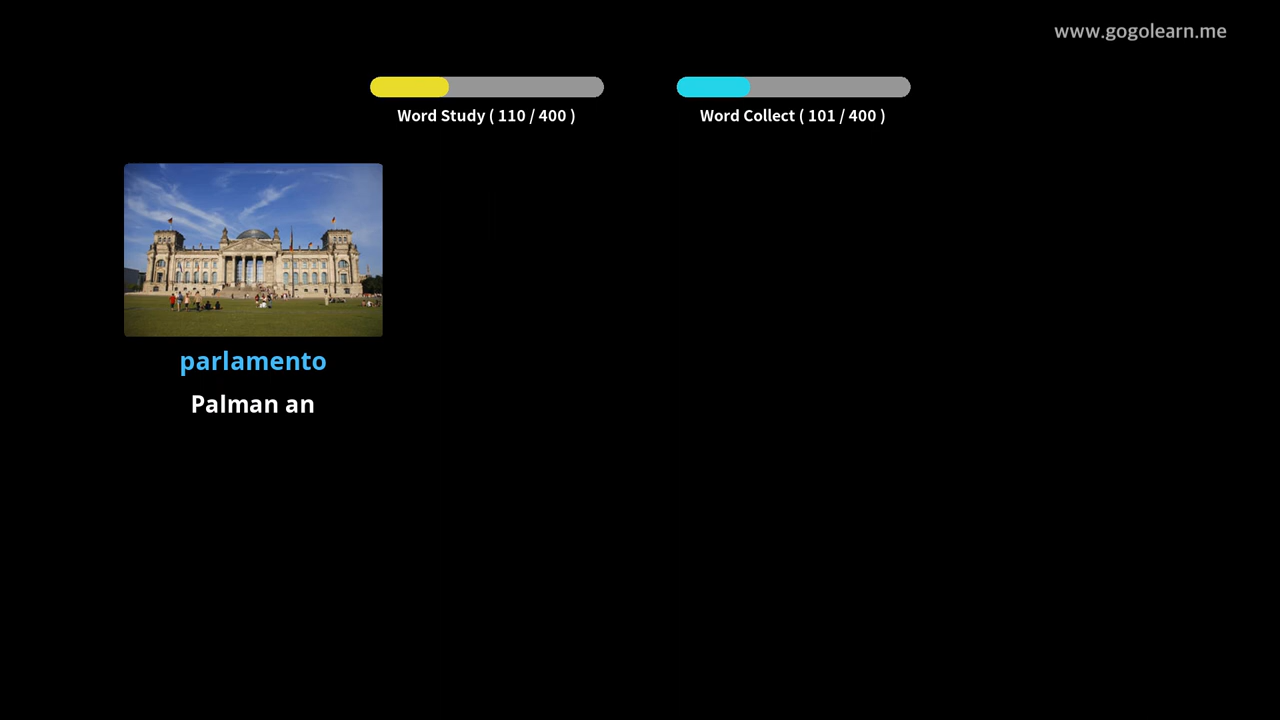 www.gogolearn.me
Word Study ( 110 / 400 )
Word Collect ( 101 / 400 )
parlamento
Palman an